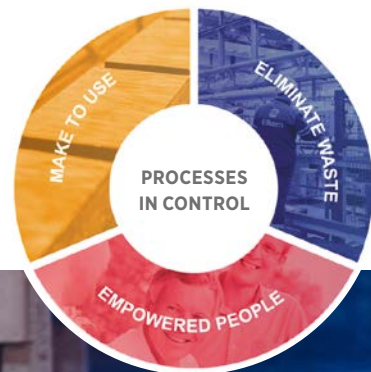 MAKE TO USE
ELIMINATE WASTE
PROCESSES
IN CONTROL
EMPOWERED PEOPLE